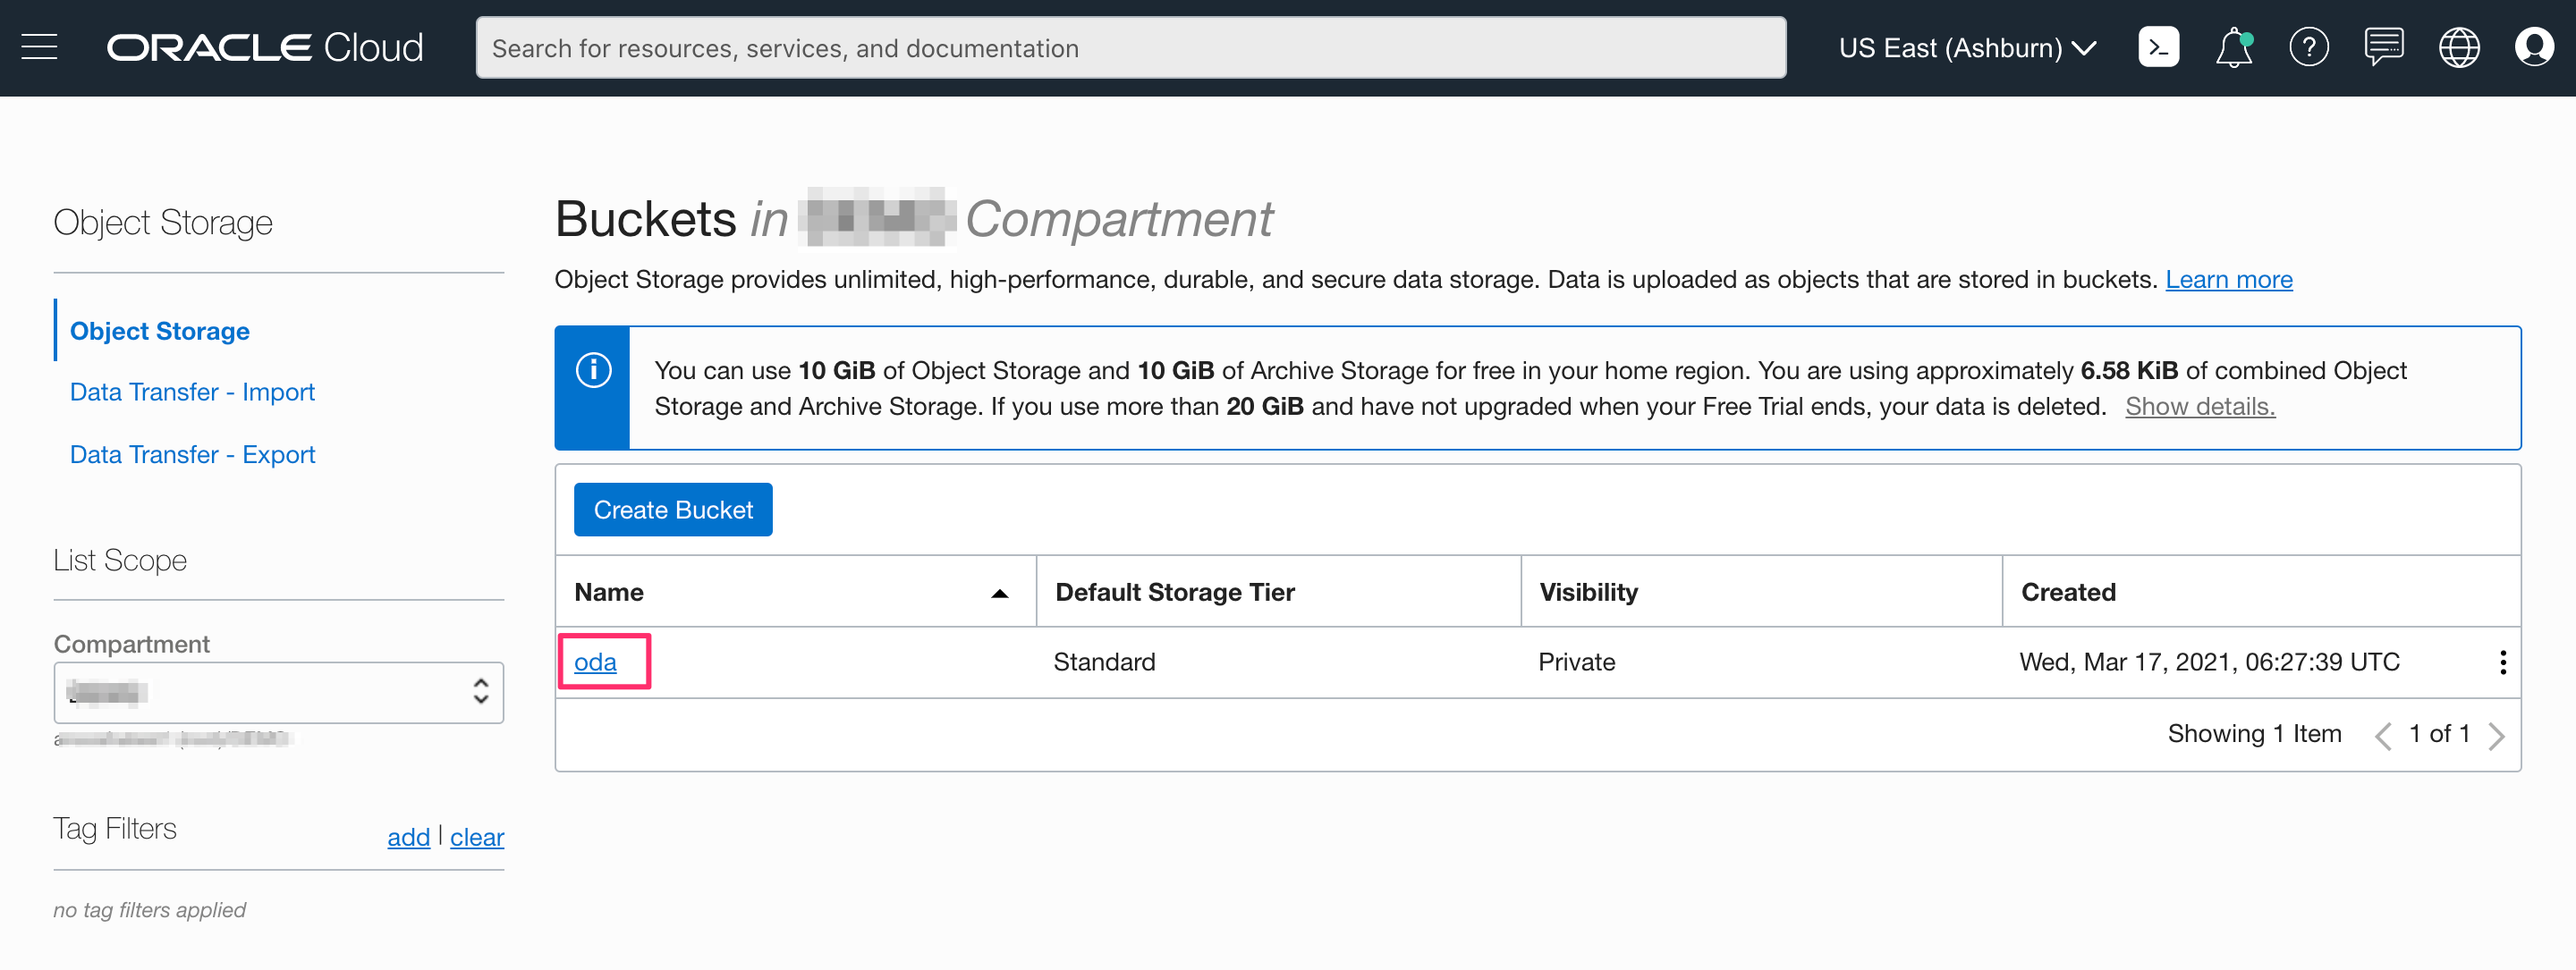 ORACLE Cloud
Search for resources, services, and documentation
US East (Ashburn)
Object Storage
Object Storage
Data Transfer - Import
Data Transfer - Export
List Scope
Compartment
Tag Filters
add | clear
no tag filters applied
Buckets in Compartment
Object Storage provides unlimited, high-performance, durable, and secure data storage. Data is uploaded as objects that are stored in buckets. Learn more
You can use 10 GiB of Object Storage and 10 GiB of Archive Storage for free in your home region. You are using approximately 6.58 KiB of combined Object
Storage and Archive Storage. If you use more than 20 GiB and have not upgraded when your Free Trial ends, your data is deleted. Show details.
Create Bucket
Name Default Storage Tier Visibility Created
oda Standard Private Wed, Mar 17, 2021, 06:27:39 UTC
Showing 1 Item 1 of 1